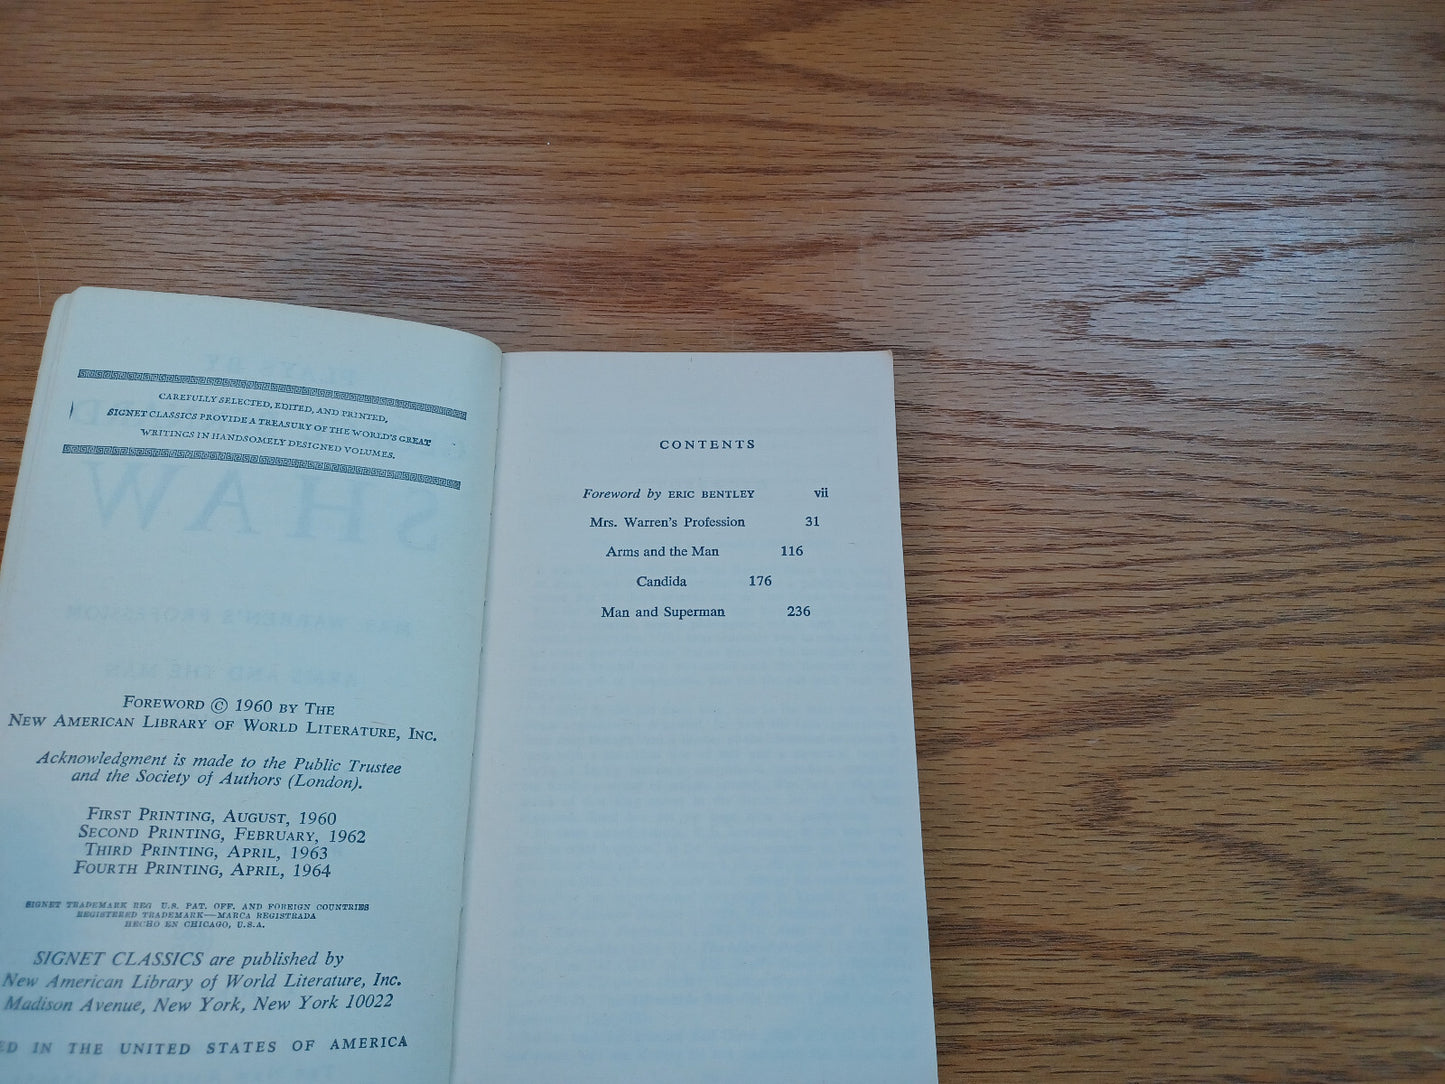 CAREFULLY SELECTED, EDITED, AND PRINTED,
SIGNET CLASSICS PROVIDE A TREASURY OF THE WORLD'S GREAT
WRITINGS IN HANDSOMELY DESIGNED VOLUMES.
FOREWORD © 1960 BY THE
NEW AMERICAN LIBRARY OF WORLD LITERATURE, INC.
Acknowledgment is made to the Public Trustee
and the Society of Authors (London).
FIRST PRINTING, AUGUST, 1960
SECOND PRINTING, FEBRUARY, 1962
THIRD PRINTING, APRIL, 1963
FOURTH PRINTING, APRIL, 1964
SIGNET TRADEMARK REG U.S. PAT. OFF. AND FOREIGN COUNTRIES
REGISTERED TRADEMARK—MARCA REGISTRADA
HECHO EN CHICAGO, U.S.A.
SIGNET CLASSICS are published by
New American Library of World Literature, Inc.
Madison Avenue, New York, New York 10022
IN THE UNITED STATES OF AMERICA
CONTENTS
Foreword by ERIC BENTLEY vii
Mrs. Warren's Profession 31
Arms and the Man 116
Candida 176
Man and Superman 236